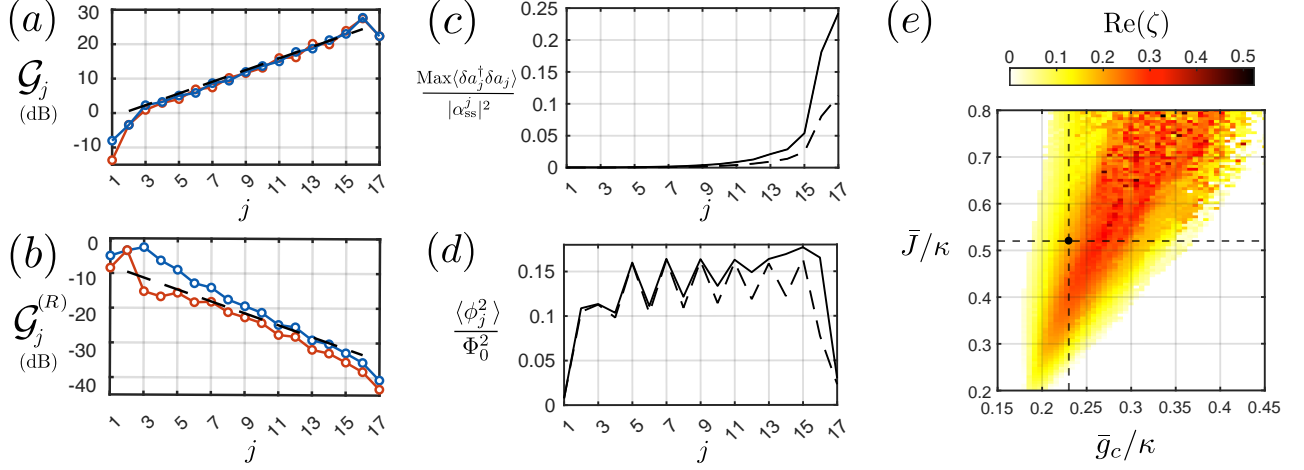 (a)
𝒢_j
(dB)
30
20
10
0
-10
1 3 5 7 9 11 13 15 17
j
(b)
𝒢_j^{(R)}
(dB)
0
-10
-20
-30
-40
1 3 5 7 9 11 13 15 17
j
(c)
Max⟨δa_j^†δa_j⟩
|α_ss^j|^2
0.25
0.2
0.15
0.1
0.05
0
1 3 5 7 9 11 13 15 17
j
(d)
⟨ϕ_j^2⟩
Φ_0^2
0.15
0.1
0.05
0
1 3 5 7 9 11 13 15 17
j
(e)
Re(ζ)
0 0.1 0.2 0.3 0.4 0.5
J̄/κ
0.8
0.7
0.6
0.5
0.4
0.3
0.2
0.15 0.2 0.25 0.3 0.35 0.4 0.45
ḡ_c/κ